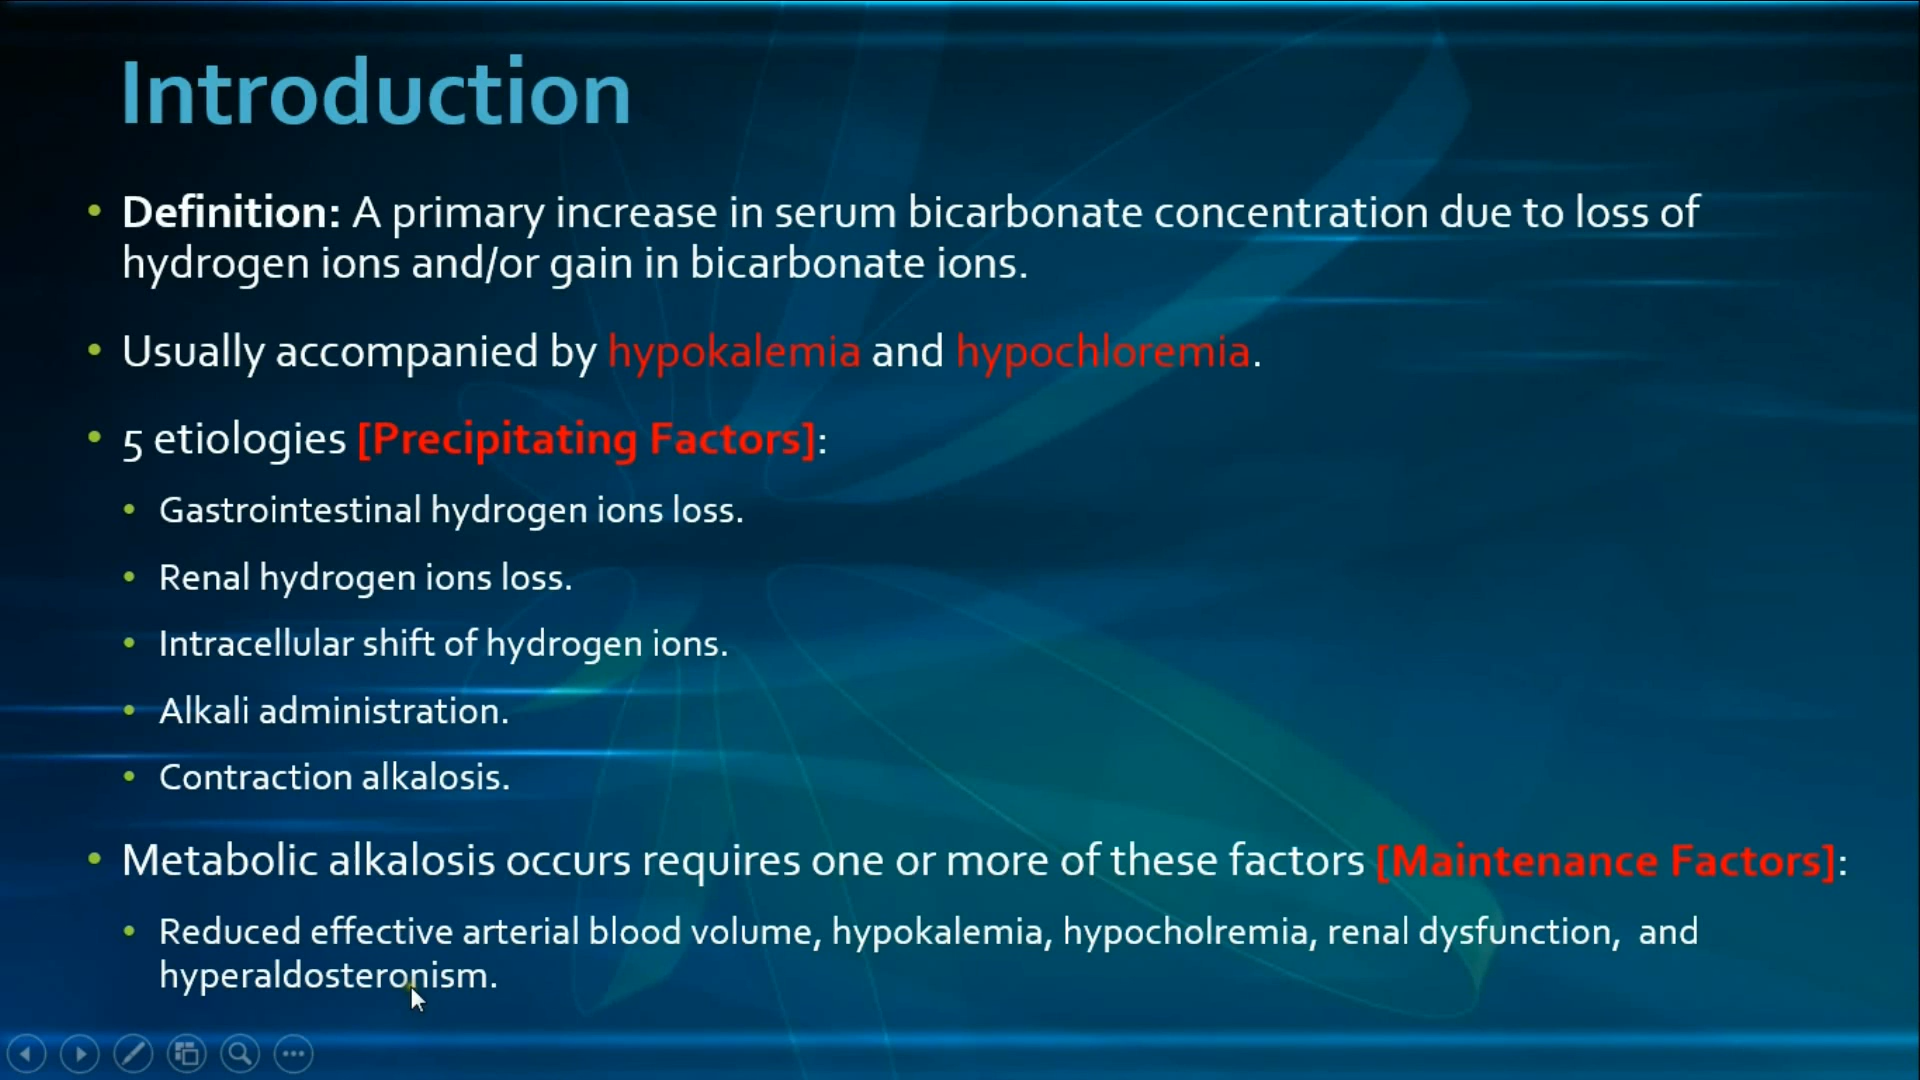 Introduction
• Definition: A primary increase in serum bicarbonate concentration due to loss of
hydrogen ions and/or gain in bicarbonate ions.
• Usually accompanied by hypokalemia and hypochloremia.
• 5 etiologies [Precipitating Factors]:
• Gastrointestinal hydrogen ions loss.
• Renal hydrogen ions loss.
• Intracellular shift of hydrogen ions.
• Alkali administration.
• Contraction alkalosis.
• Metabolic alkalosis occurs requires one or more of these factors [Maintenance Factors]:
• Reduced effective arterial blood volume, hypokalemia, hypocholremia, renal dysfunction, and
hyperaldosteronism.